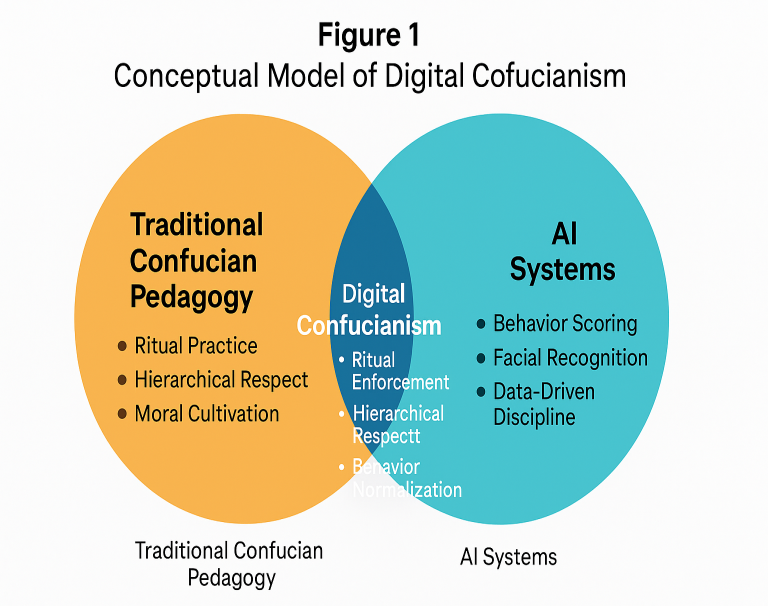 Figure 1
Conceptual Model of Digital Cofucianism
Traditional
Confucian
Pedagogy
• Ritual Practice
• Hierarchical Respect
• Moral Cultivation
Digital
Confucianism
• Ritual
Enforcement
• Hierarchical
Respectt
• Behavior
Normalization
AI
Systems
• Behavior Scoring
• Facial Recognition
• Data-Driven
Discipline
Traditional Confucian
Pedagogy
AI Systems